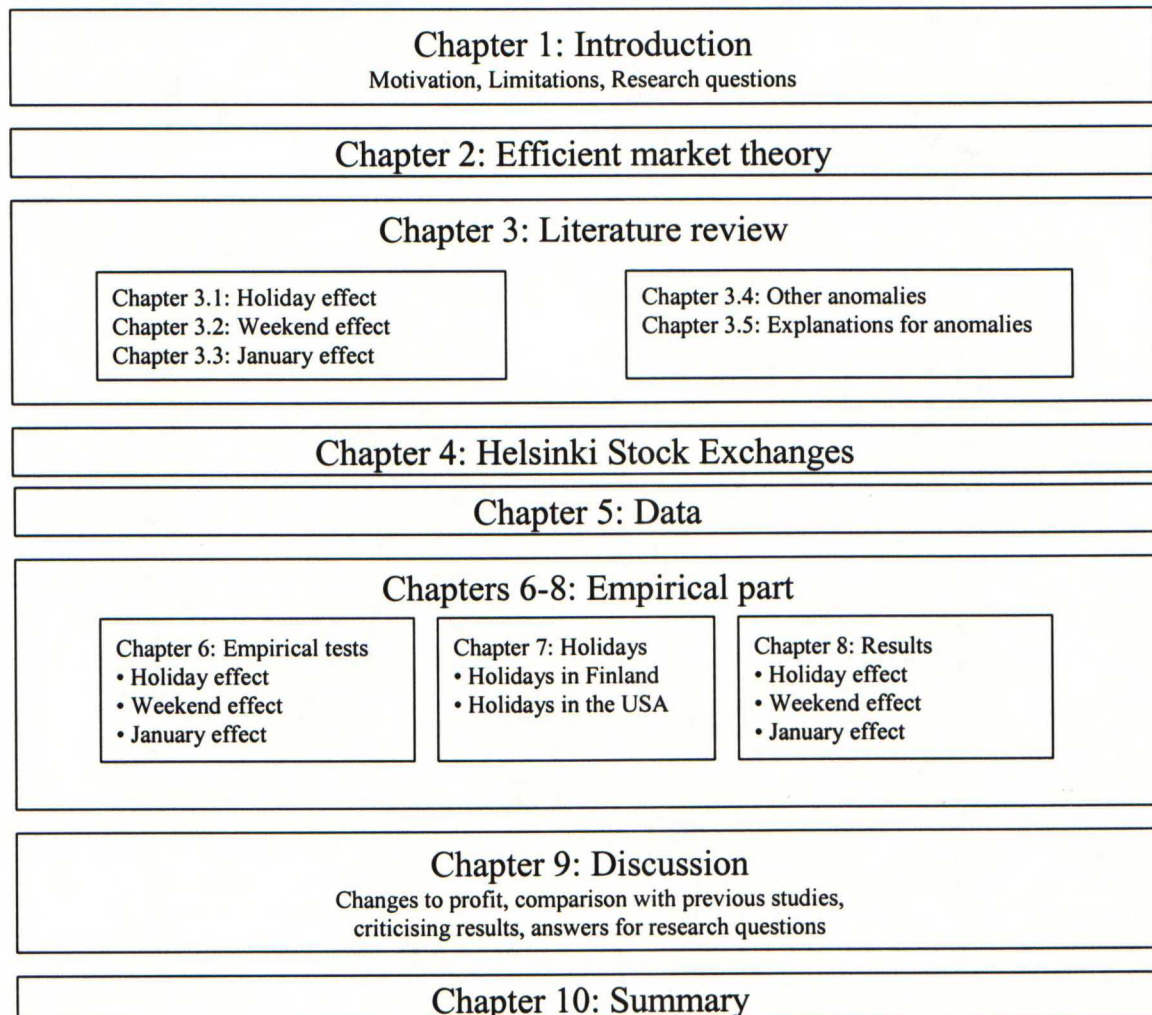 Chapter 1: Introduction
Motivation, Limitations, Research questions
Chapter 2: Efficient market theory
Chapter 3: Literature review
Chapter 3.1: Holiday effect
Chapter 3.2: Weekend effect
Chapter 3.3: January effect
Chapter 3.4: Other anomalies
Chapter 3.5: Explanations for anomalies
Chapter 4: Helsinki Stock Exchanges
Chapter 5: Data
Chapters 6-8: Empirical part
Chapter 6: Empirical tests
• Holiday effect
• Weekend effect
• January effect
Chapter 7: Holidays
• Holidays in Finland
• Holidays in the USA
Chapter 8: Results
• Holiday effect
• Weekend effect
• January effect
Chapter 9: Discussion
Changes to profit, comparison with previous studies,
criticising results, answers for research questions
Chapter 10: Summary